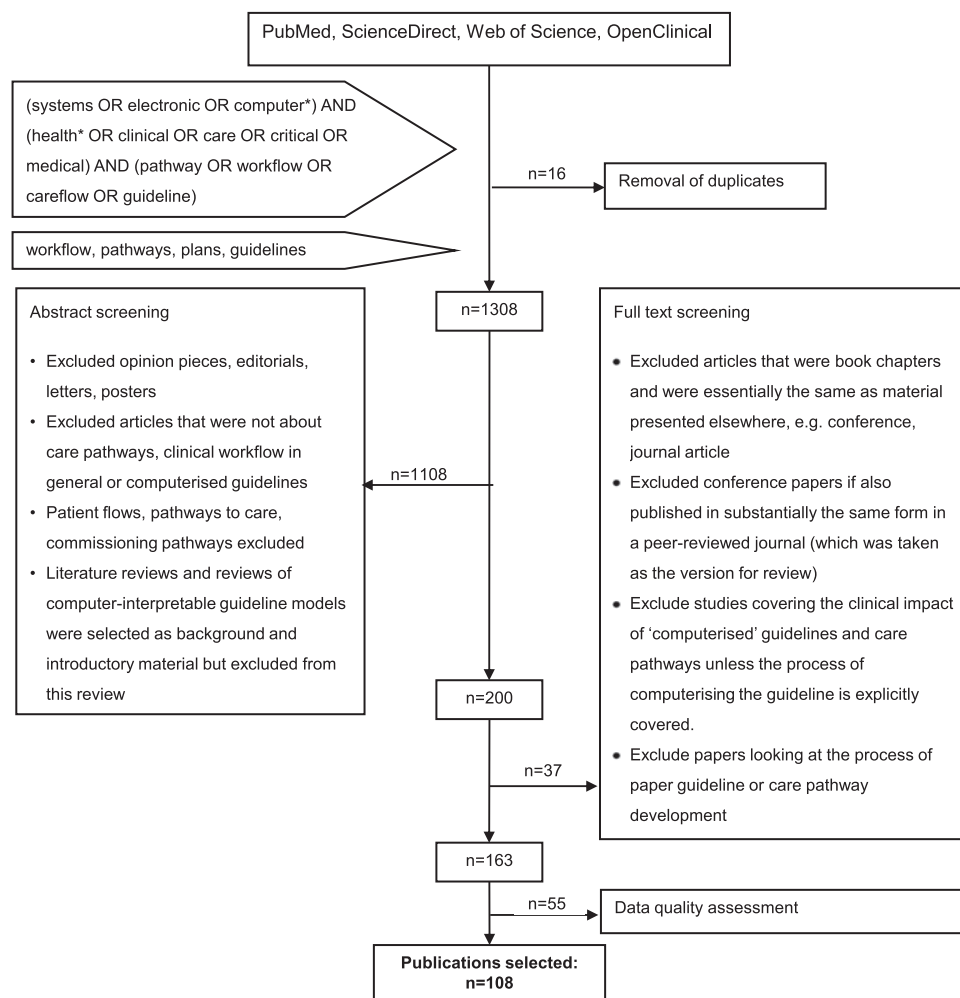 PubMed, ScienceDirect, Web of Science, OpenClinical
(systems OR electronic OR computer*) AND
(health* OR clinical OR care OR critical OR
medical) AND (pathway OR workflow OR
careflow OR guideline)
n=16
Removal of duplicates
workflow, pathways, plans, guidelines
n=1308
Abstract screening
• Excluded opinion pieces, editorials,
letters, posters
• Excluded articles that were not about
care pathways, clinical workflow in
general or computerised guidelines
• Patient flows, pathways to care,
commissioning pathways excluded
• Literature reviews and reviews of
computer-interpretable guideline models
were selected as background and
introductory material but excluded from
this review
n=1108
Full text screening
• Excluded articles that were book chapters
and were essentially the same as material
presented elsewhere, e.g. conference,
journal article
• Excluded conference papers if also
published in substantially the same form in
a peer-reviewed journal (which was taken
as the version for review)
• Exclude studies covering the clinical impact
of ‘computerised’ guidelines and care
pathways unless the process of
computerising the guideline is explicitly
covered.
• Exclude papers looking at the process of
paper guideline or care pathway
development
n=200
n=37
n=163
n=55
Data quality assessment
Publications selected:
n=108